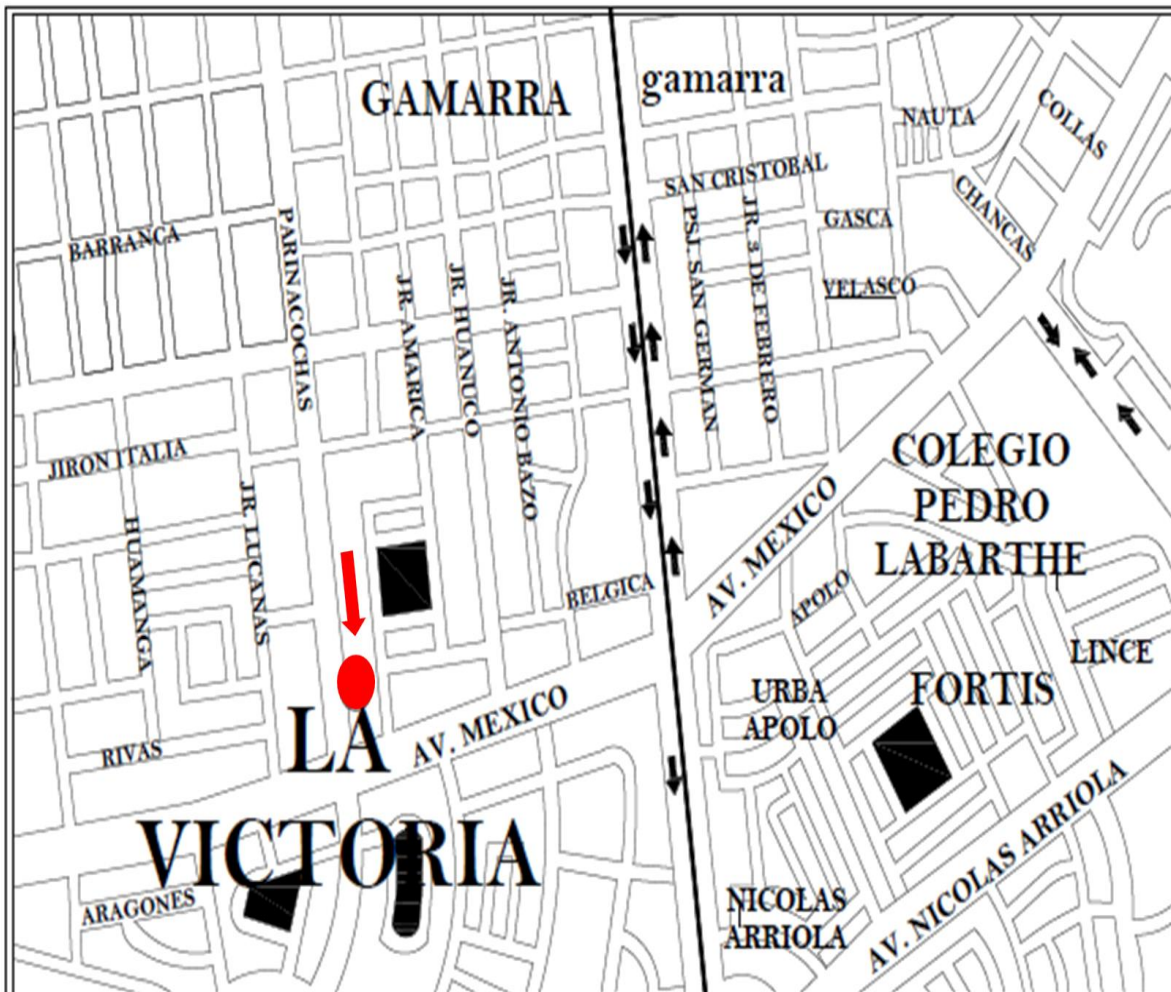 GAMARRA
gamarra
NAUTA
COLLAS
SAN CRISTOBAL
CHANCAS
BARRANCA
PARINACOCHAS
PSJ. SAN GERMAN
JR. 3 DE FEBRERO
GASCA
VELASCO
JR. AMARICA
JR. HUANUCO
JR. ANTONIO BAZO
JIRON ITALIA
COLEGIO
PEDRO
LABARTHE
HUAMANGA
JR. LUCANAS
AV. MEXICO
BELGICA
APOLO
LINCE
URBA
APOLO
FORTIS
RIVAS
LA
VICTORIA
AV. MEXICO
ARAGONES
NICOLAS
ARRIOLA
AV. NICOLAS ARRIOLA